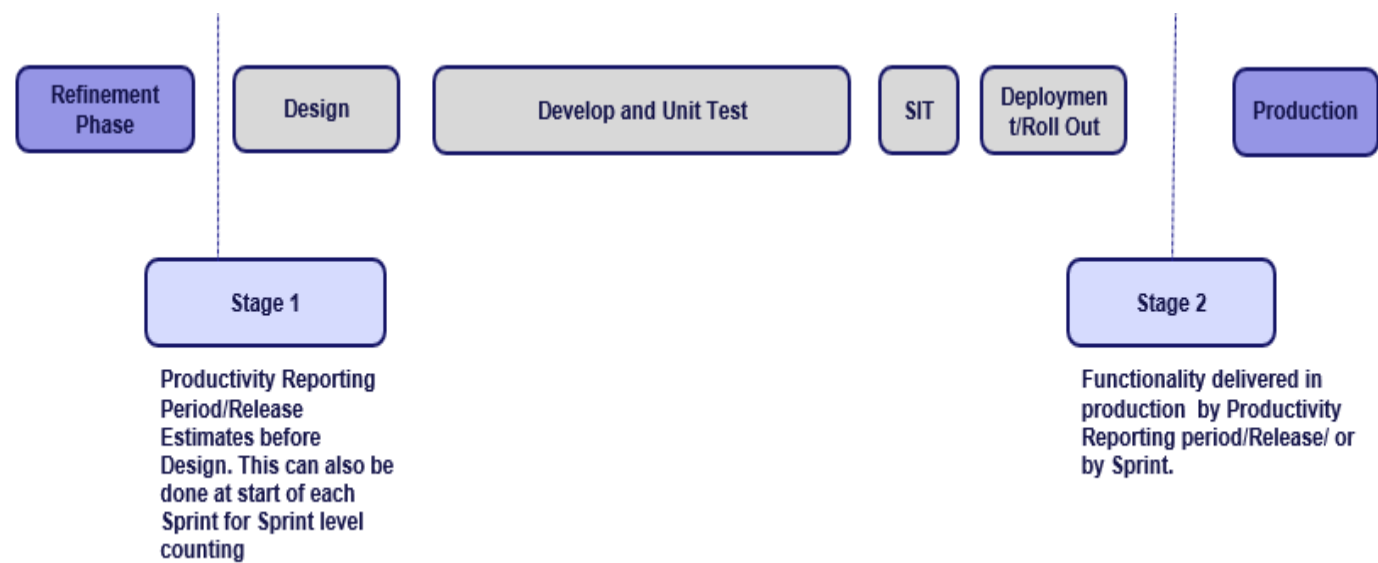 Refinement
Phase
Design
Develop and Unit Test
SIT
Deploymen
t/Roll Out
Production
Stage 1
Stage 2
Productivity Reporting
Period/Release
Estimates before
Design. This can also be
done at start of each
Sprint for Sprint level
counting
Functionality delivered in
production by Productivity
Reporting period/Release/ or
by Sprint.